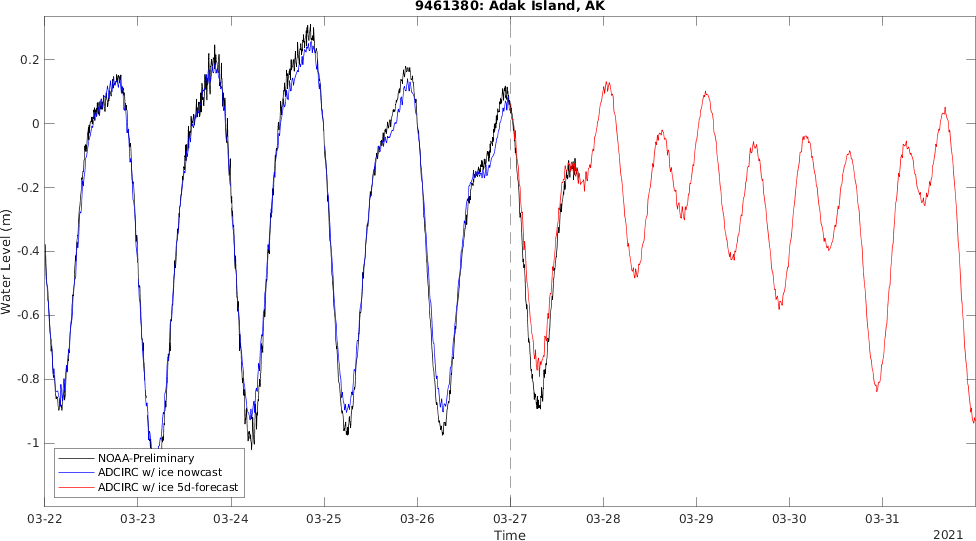 9461380: Adak Island, AK
0.2
0
-0.2
-0.4
-0.6
-0.8
-1
Water Level (m)
NOAA-Preliminary
ADCIRC w/ ice nowcast
ADCIRC w/ ice 5d-forecast
03-22 03-23 03-24 03-25 03-26 03-27 03-28 03-29 03-30 03-31
Time
2021